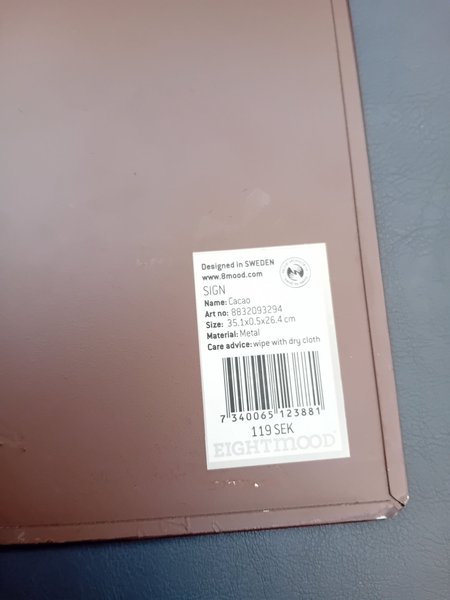 Designed in SWEDEN
www.8mood.com
SIGN
Name: Cacao
Art no: 8832093294
Size: 35,1x0,5x26,4 cm
Material: Metal
Care advice: wipe with dry cloth
7 340065 123881
119 SEK
EIGHTMOOD